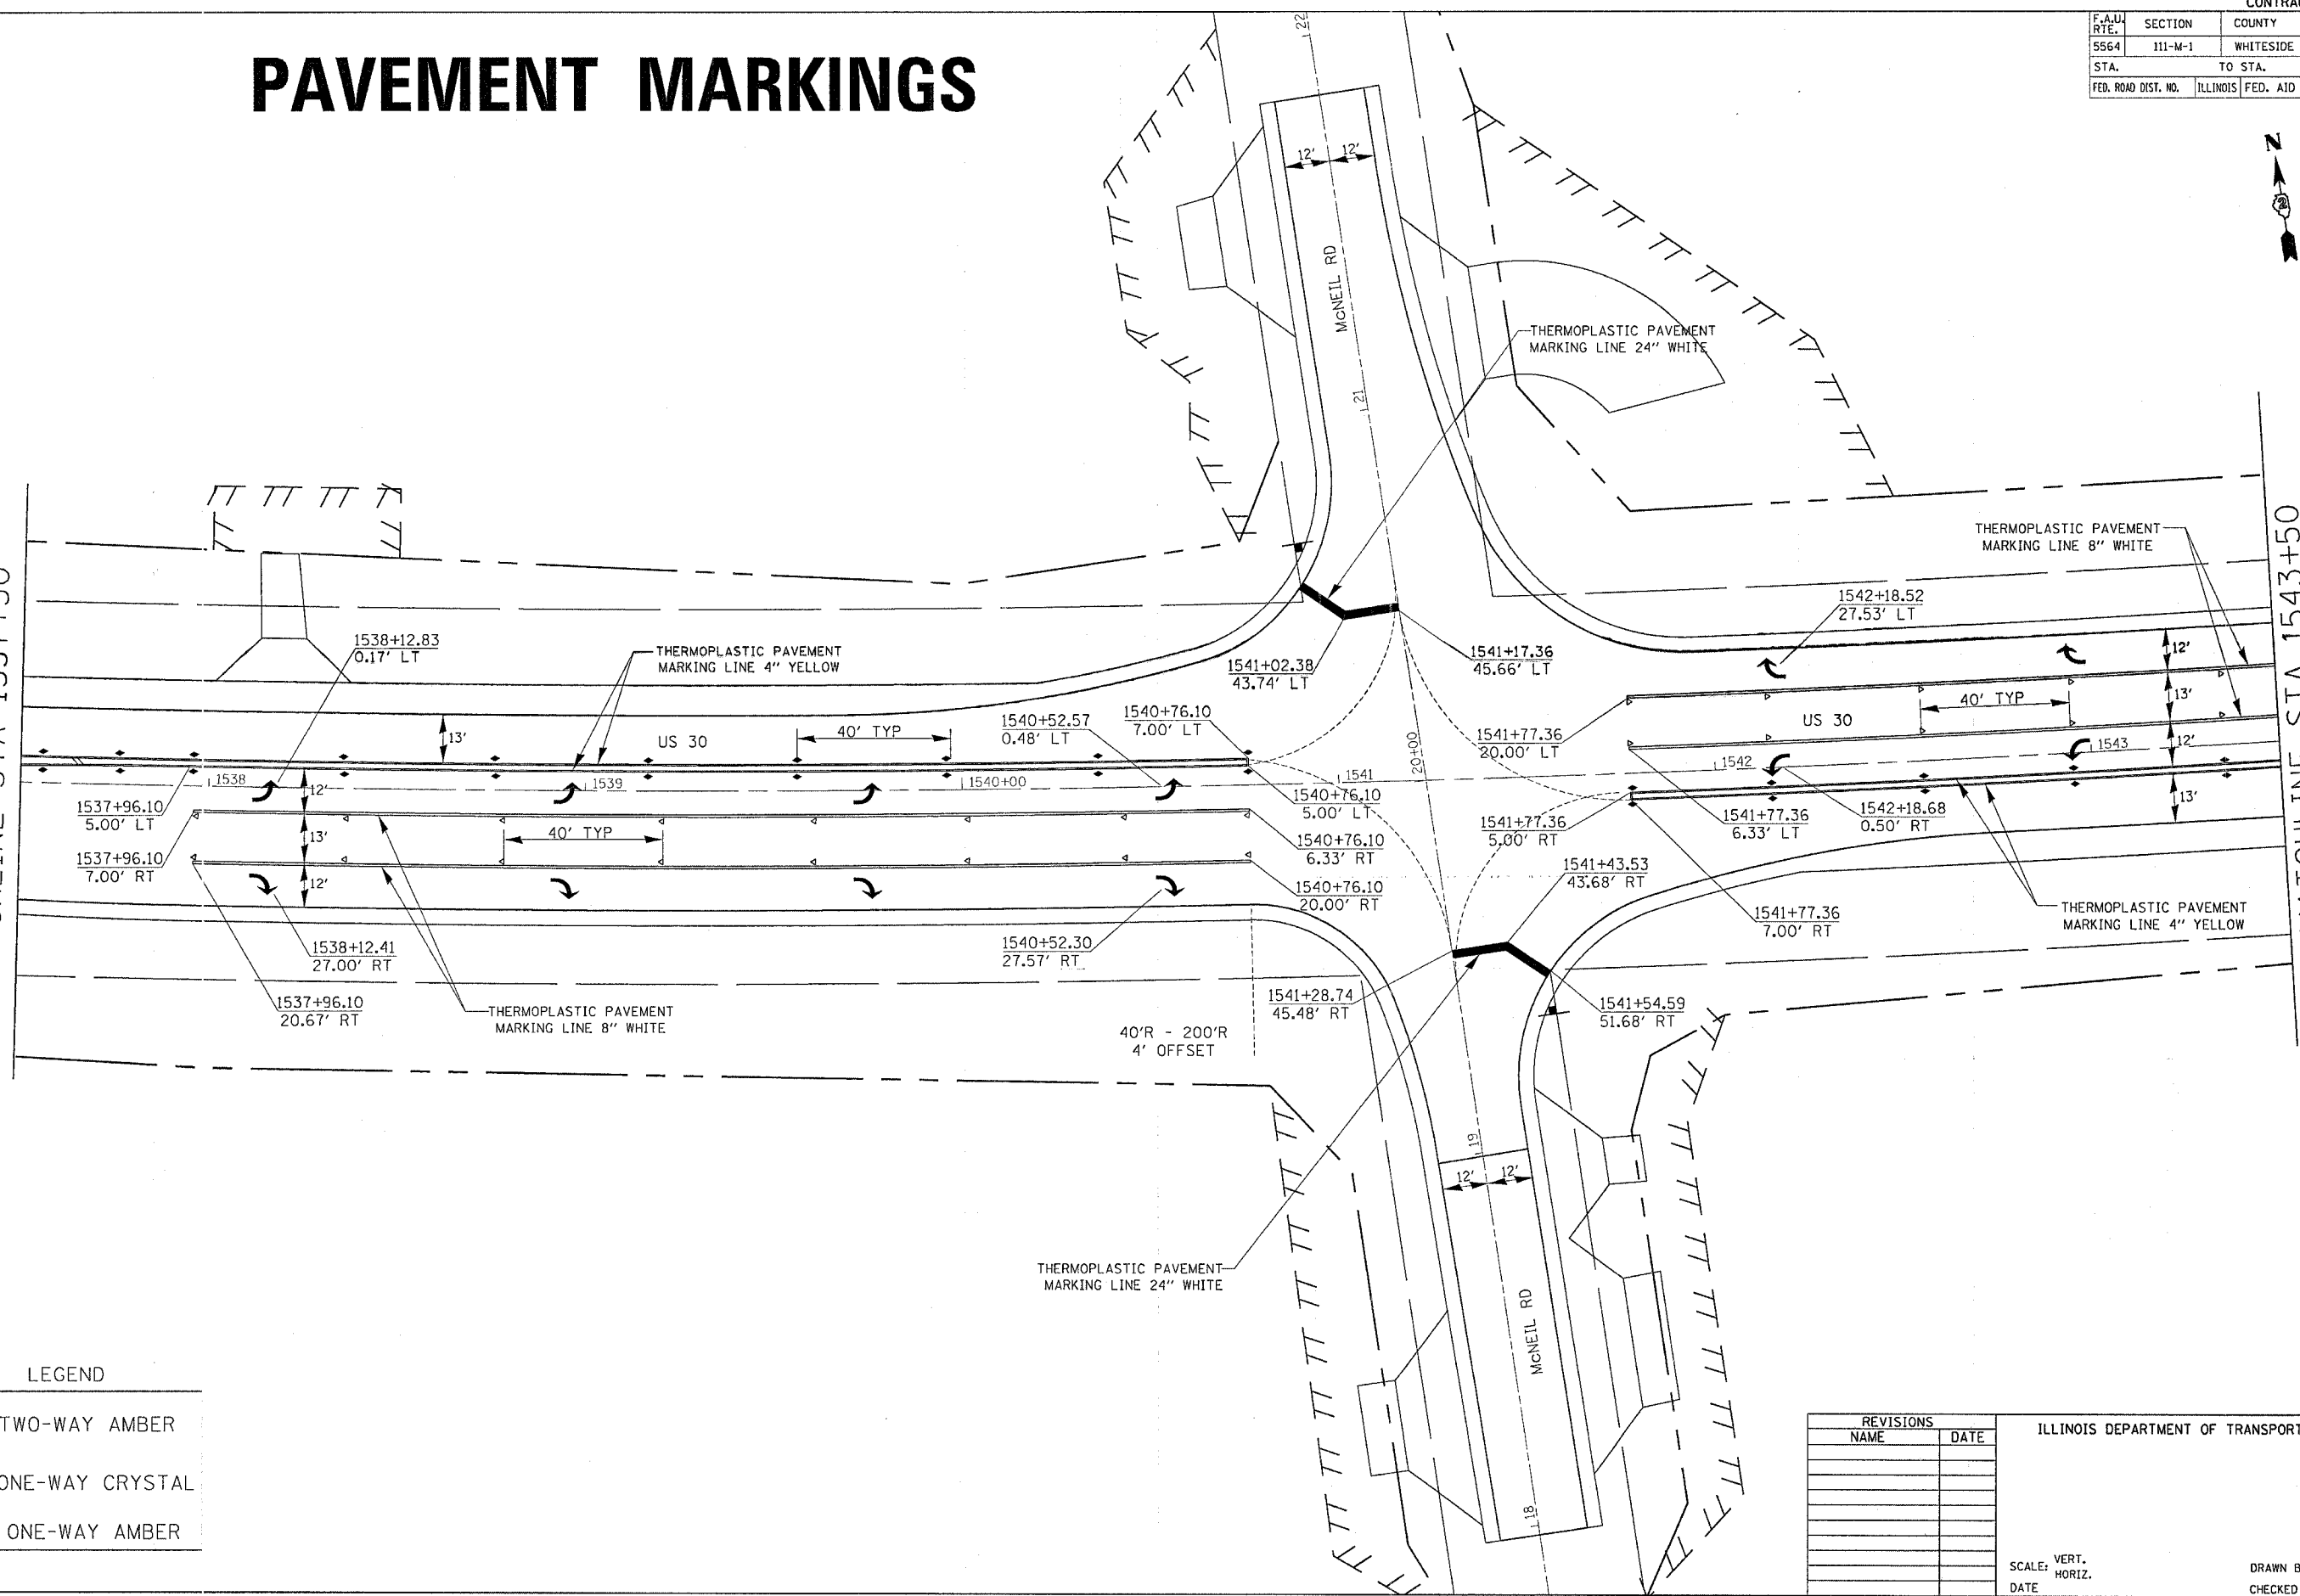 PAVEMENT MARKINGS
F.A.U. RTE. SECTION COUNTY
5564 111-M-1 WHITESIDE
STA. TO STA.
FED. ROAD DIST. NO. ILLINOIS FED. AID
N
2
22
12' 12'
McNEIL RD
THERMOPLASTIC PAVEMENT
MARKING LINE 24" WHITE
21
THERMOPLASTIC PAVEMENT
MARKING LINE 8" WHITE
STA 1543+50
1542+18.52
27.53' LT
1538+12.83
0.17' LT
THERMOPLASTIC PAVEMENT
MARKING LINE 4" YELLOW
1541+02.38
43.74' LT
1541+17.36
45.66' LT
12'
13'
12'
13'
40' TYP
US 30
13'
US 30
40' TYP
1540+52.57
0.48' LT
1540+76.10
7.00' LT
1541+77.36
20.00' LT
20+00
1538
1539
1540+00
1541
1542
1543
1537+96.10
5.00' LT
12'
13'
12'
40' TYP
1540+76.10
5.00' LT
1541+77.36
5.00' RT
1541+77.36
6.33' LT
1542+18.68
0.50' RT
1537+96.10
7.00' RT
1540+76.10
6.33' RT
1541+43.53
43.68' RT
1540+76.10
20.00' RT
1541+77.36
7.00' RT
THERMOPLASTIC PAVEMENT
MARKING LINE 4" YELLOW
1538+12.41
27.00' RT
1540+52.30
27.57' RT
1537+96.10
20.67' RT
THERMOPLASTIC PAVEMENT
MARKING LINE 8" WHITE
1541+28.74
45.48' RT
1541+54.59
51.68' RT
40'R - 200'R
4' OFFSET
19
12' 12'
THERMOPLASTIC PAVEMENT
MARKING LINE 24" WHITE
McNEIL RD
18
LEGEND
TWO-WAY AMBER
ONE-WAY CRYSTAL
ONE-WAY AMBER
REVISIONS
NAME DATE
ILLINOIS DEPARTMENT OF
SCALE: VERT.
HORIZ.
DATE
DRAWN
CHECKED